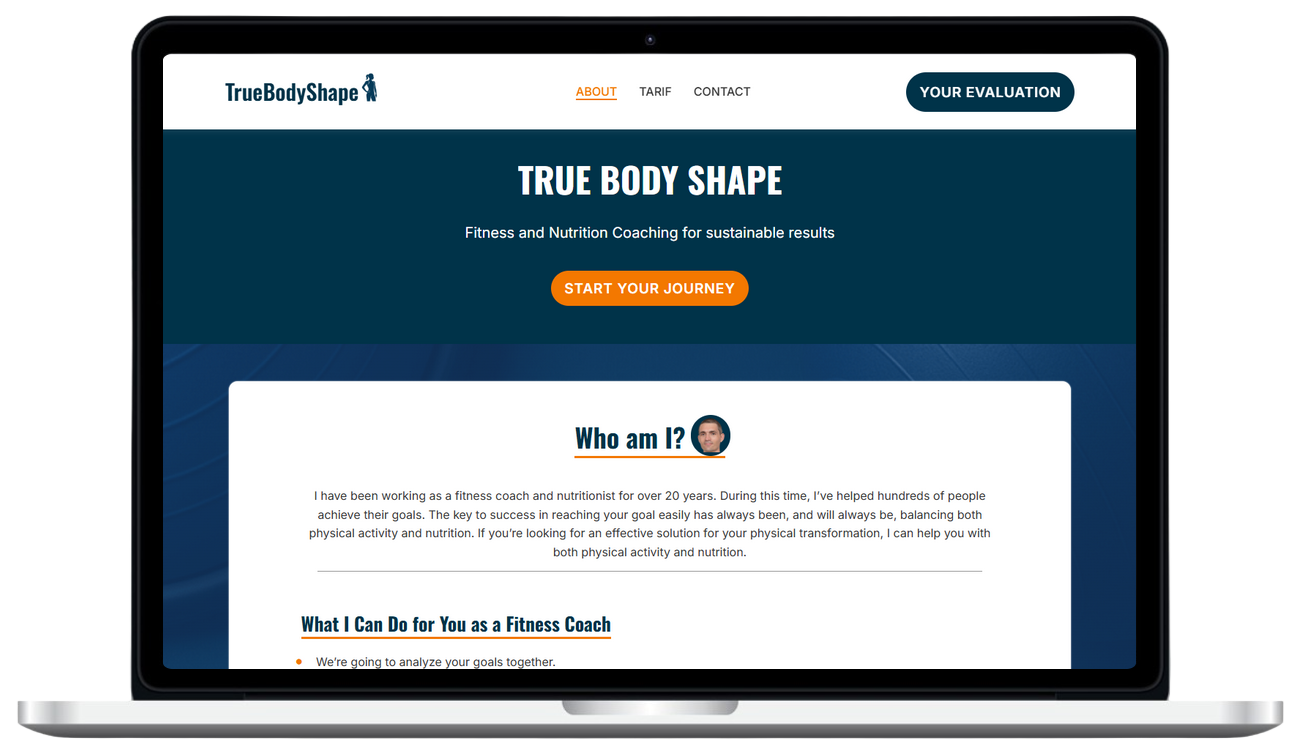 TrueBodyShape
ABOUT
TARIF
CONTACT
YOUR EVALUATION
TRUE BODY SHAPE
Fitness and Nutrition Coaching for sustainable results
START YOUR JOURNEY
Who am I?
I have been working as a fitness coach and nutritionist for over 20 years. During this time, I’ve helped hundreds of people
achieve their goals. The key to success in reaching your goal easily has always been, and will always be, balancing both
physical activity and nutrition. If you’re looking for an effective solution for your physical transformation, I can help you with
both physical activity and nutrition.
What I Can Do for You as a Fitness Coach
We’re going to analyze your goals together.